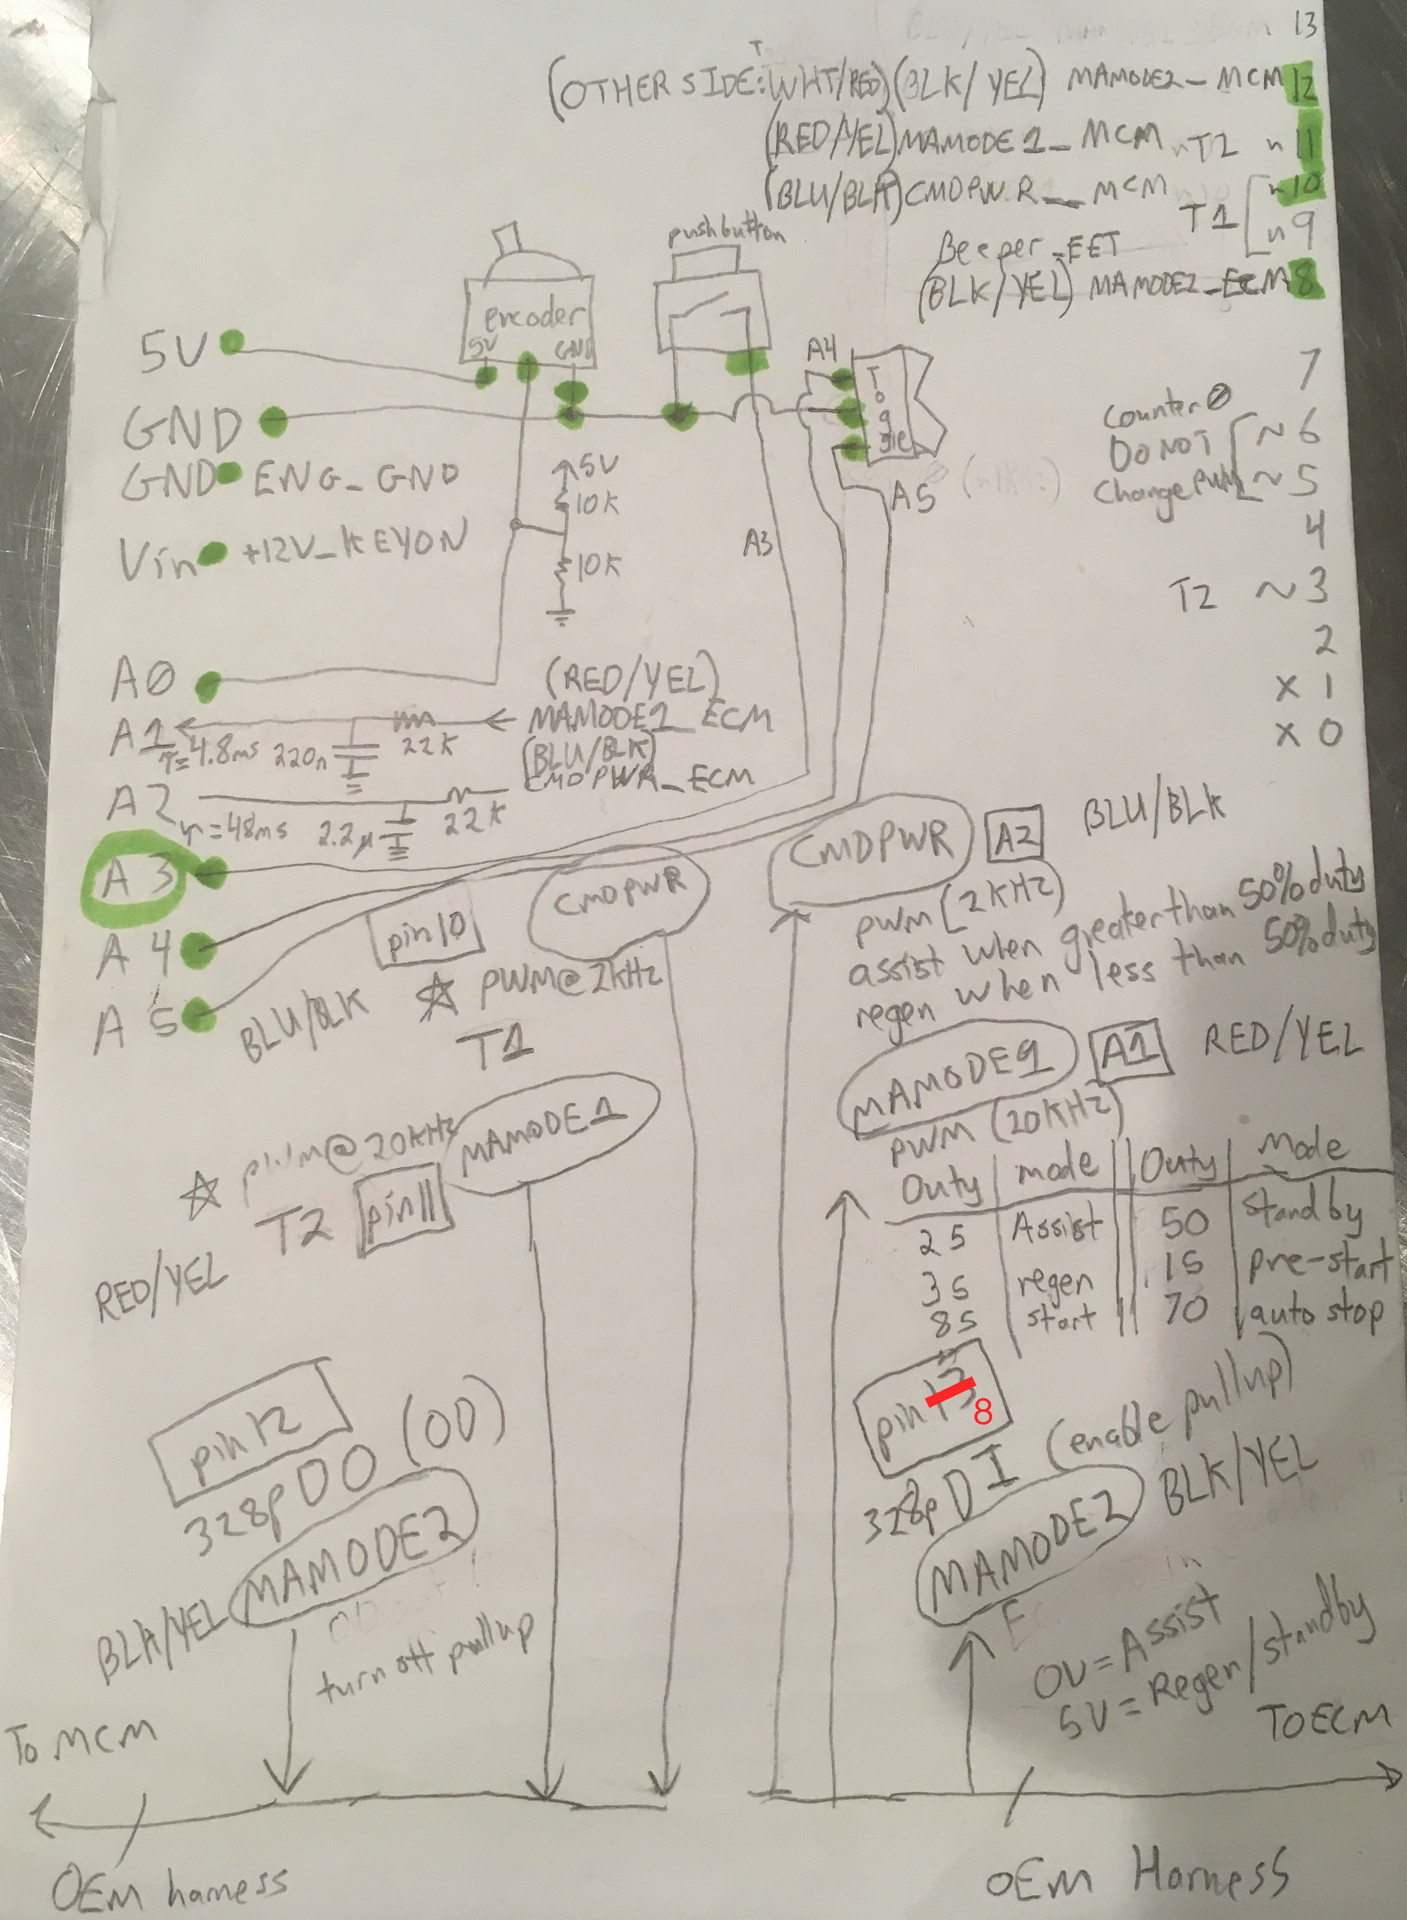 13
(OTHER SIDE: WHT/RED)(BLK/YEL) MAMODE2_MCM 12
(RED/YEL)MAMODE1_MCM ~T2 ~11
(BLU/BLK)CMDPWR_MCM ~10
T1
~9
Beeper_EET
(BLK/YEL) MAMODE2_ECM 8
pushbutton
encoder
5V
GND
5V
GND
A4
Toggle
7
Counter0
DO NOT
Change PWM
~6
~5
4
T2 ~3
2
X 1
X 0
GND ENG_GND
Vin +12V_KEYON
5V
10K
10K
A3
A5
A0
A1
τ=4.8ms 220n 22K
(RED/YEL)
MAMODE1_ECM
(BLU/BLK)
CMDPWR_ECM
A2
τ=48ms 2.2µ 22K
A3
A4
A5
CMDPWR
pin10
☆ PWM@2kHz
BLU/BLK
T1
CMDPWR A2 BLU/BLK
PWM (2KHz)
assist when greater than 50% duty
regen when less than 50% duty
MAMODE1 A1 RED/YEL
PWM (20KHz)
☆ PWM@20kHz
MAMODE1
T2 pin11
RED/YEL
Duty | mode || Duty | Mode
25 | Assist || 50 | standby
35 | regen || 15 | pre-start
85 | start || 70 | auto stop
pin12
328p DO (OD)
MAMODE2
BLK/YEL
turn off pullup
pin 13 8
328p DI (enable pullup)
MAMODE2 BLK/YEL
0V=Assist
5V=Regen/standby
To MCM
TO ECM
OEM harness
OEM Harness